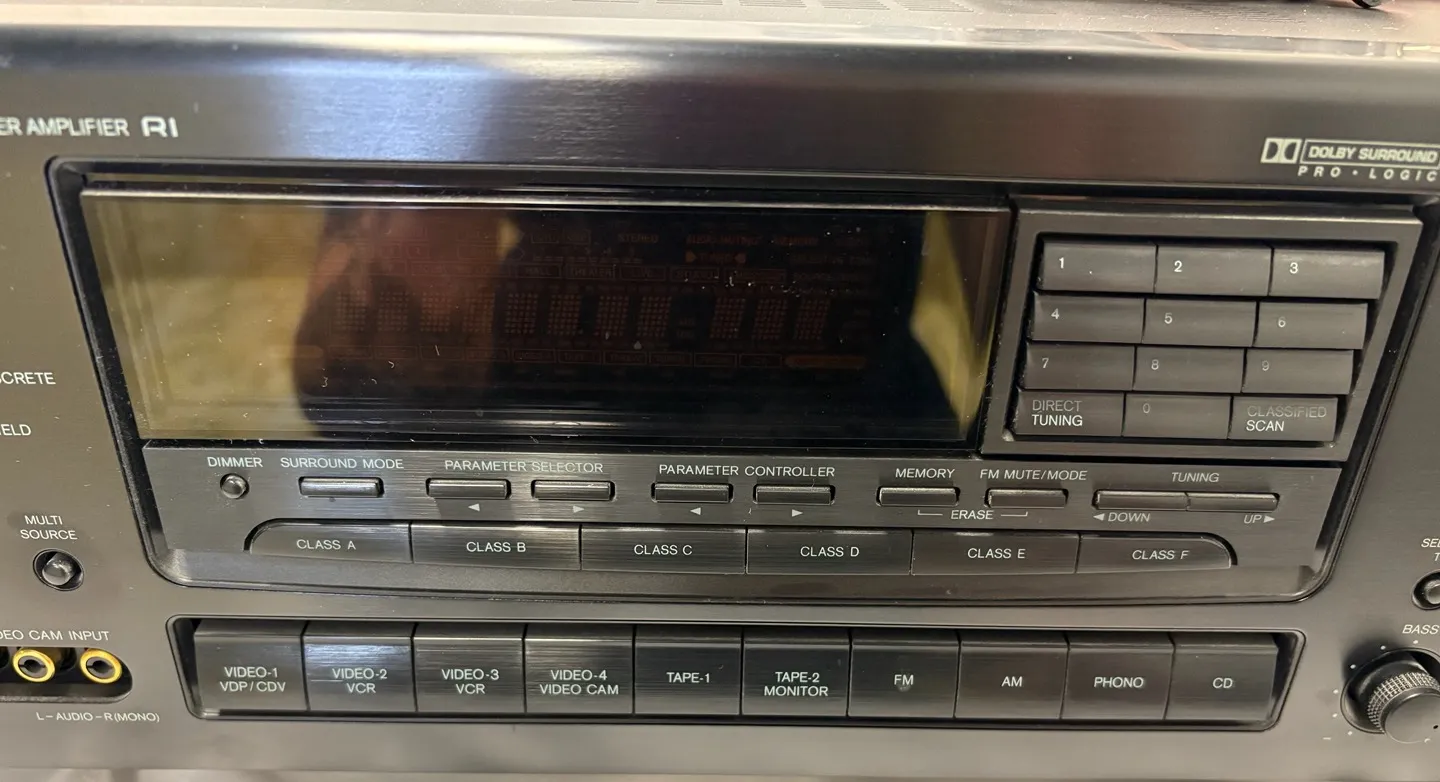 ER AMPLIFIER RI
DOLBY SURROUND
PRO · LOGIC
STEREO
THEATER
1 2 3
4 5 6
7 8 9
DIRECT TUNING 0 CLASSIFIED SCAN
CRETE
ELD
DIMMER SURROUND MODE PARAMETER SELECTOR PARAMETER CONTROLLER MEMORY FM MUTE/MODE TUNING
◄ ► ◄ ► ERASE ◄DOWN UP►
MULTI
SOURCE
CLASS A CLASS B CLASS C CLASS D CLASS E CLASS F
BASS
DEO CAM INPUT
L-AUDIO-R(MONO)
VIDEO-1
VDP/CDV
VIDEO-2
VCR
VIDEO-3
VCR
VIDEO-4
VIDEO CAM
TAPE-1
TAPE-2
MONITOR
FM
AM
PHONO
CD